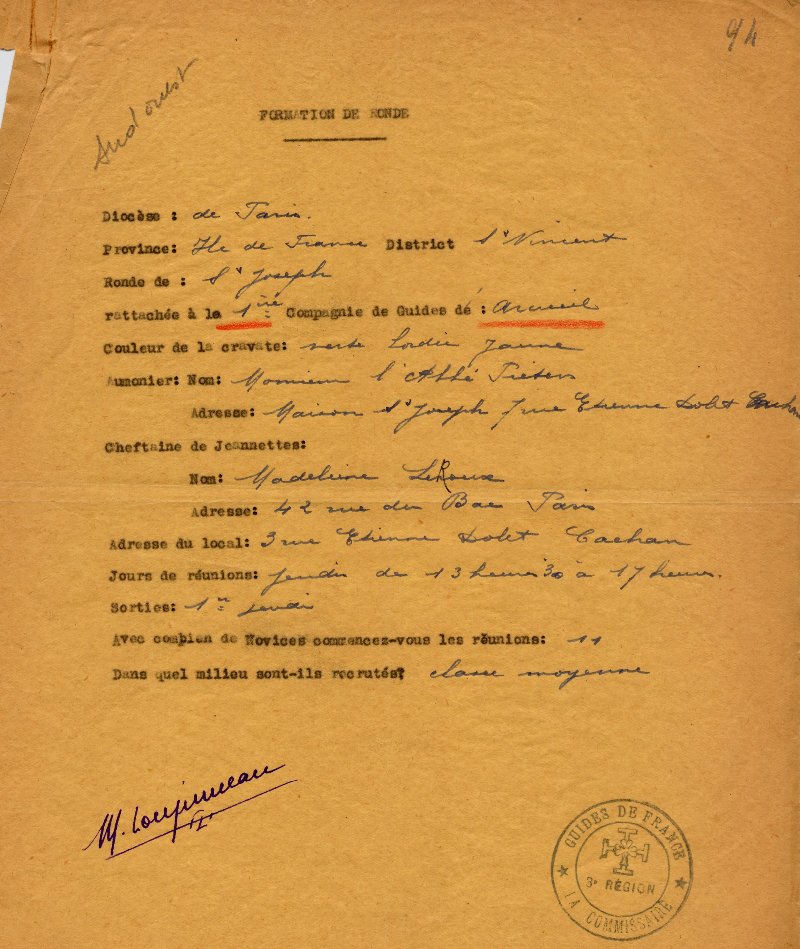 94
Sud ouest
FORMATION DE RONDE
Diocèse : de Paris.
Province: Ile de France District St Vincent
Ronde de : St Joseph
rattachée à la 1ère Compagnie de Guides de : Arcueil
Couleur de la cravate: verte bordée jaune
Aumonier: Nom: Monsieur l'Abbé
Adresse: Maison St Joseph 7 rue Etienne Dolet Cachan
Cheftaine de Jeannettes:
Nom: Madeleine LeRoux
Adresse: 42 rue du Bac Paris
Adresse du local: 3 rue Etienne Dolet Cachan
Jours de réunions: jeudis de 13 heures 30 à 17 heures.
Sorties: 1er jeudi
Avec combien de Novices commencez-vous les réunions: 11
Dans quel milieu sont-ils recrutés? classe moyenne
M.
GUIDES DE FRANCE
3e RÉGION
LA COMMISSAIRE